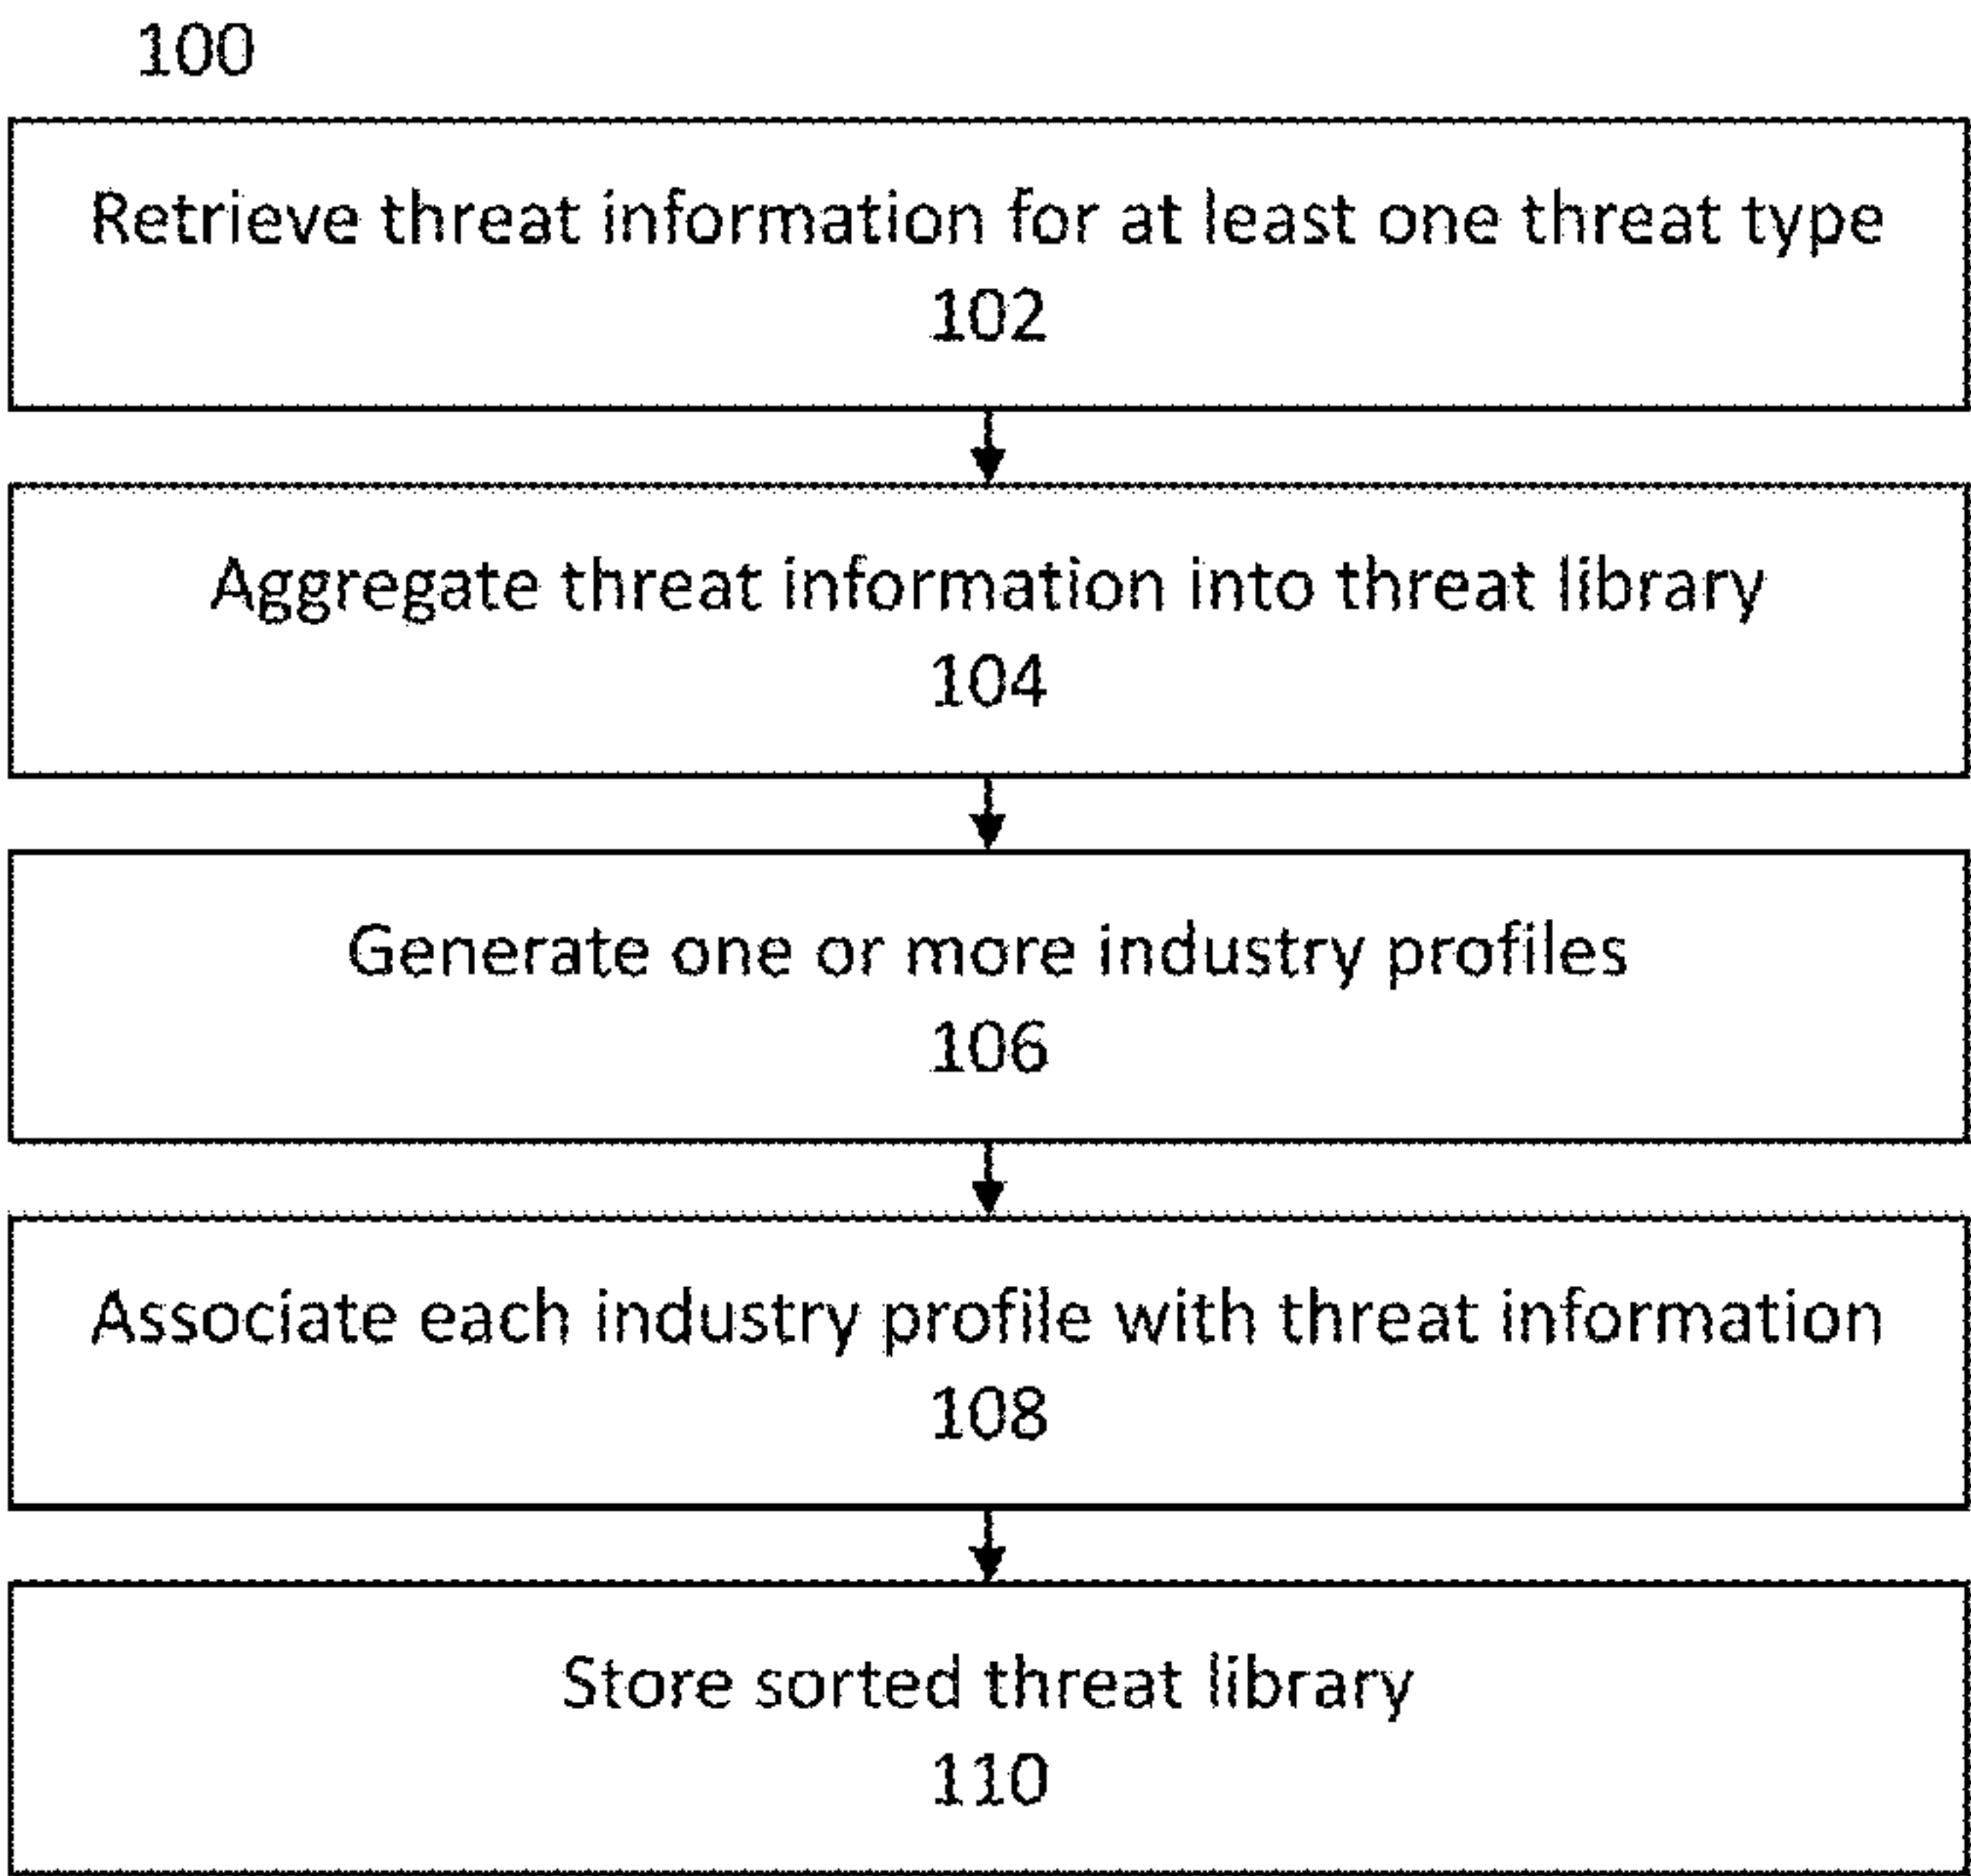 100
Retrieve threat information for at least one threat type
102
Aggregate threat information into threat library
104
Generate one or more industry profiles
106
Associate each industry profile with threat information
108
Store sorted threat library
110